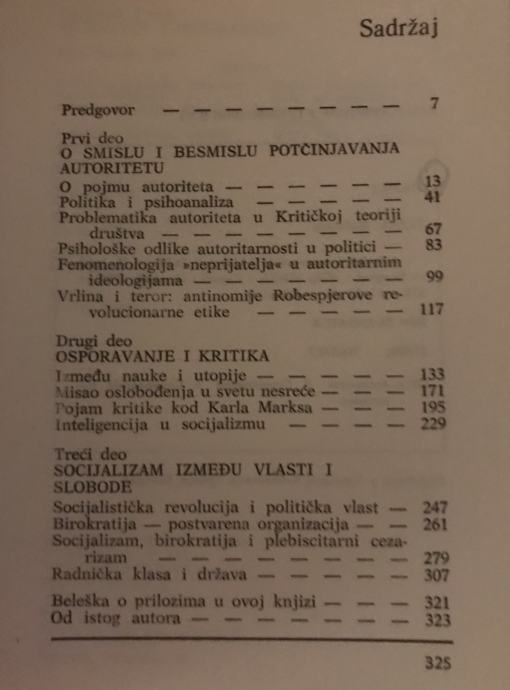 Sadržaj
Predgovor — — — — — — — — 7
Prvi deo
O SMISLU I BESMISLU POTČINJAVANJA
AUTORITETU
O pojmu autoriteta — — — — — — 13
Politika i psihoanaliza — — — — — — 41
Problematika autoriteta u Kritičkoj teoriji
društva — — — — — — — — 67
Psihološke odlike autoritarnosti u politici — 83
Fenomenologija »neprijatelja« u autoritarnim
ideologijama — — — — — — — 99
Vrlina i teror: antinomije Robespjerove re-
volucionarne etike — — — — — 117
Drugi deo
OSPORAVANJE I KRITIKA
Između nauke i utopije — — — — — 133
Misao oslobođenja u svetu nesreće — — — 171
Pojam kritike kod Karla Marksa — — — 195
Inteligencija u socijalizmu — — — — 229
Treći deo
SOCIJALIZAM IZMEĐU VLASTI I
SLOBODE
Socijalistička revolucija i politička vlast — 247
Birokratija — postvarena organizacija — — 261
Socijalizam, birokratija i plebiscitarni ceza-
rizam — — — — — — — — 279
Radnička klasa i država — — — — — 307
Beleška o prilozima u ovoj knjizi — — — 321
Od istog autora — — — — — — — 323
325